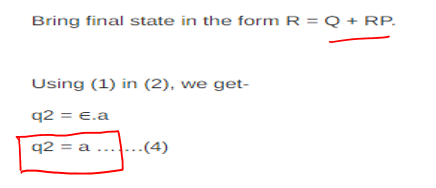 Bring final state in the form R = Q + RP.
Using (1) in (2), we get-
q2 = ∈.a
q2 = a …….(4)